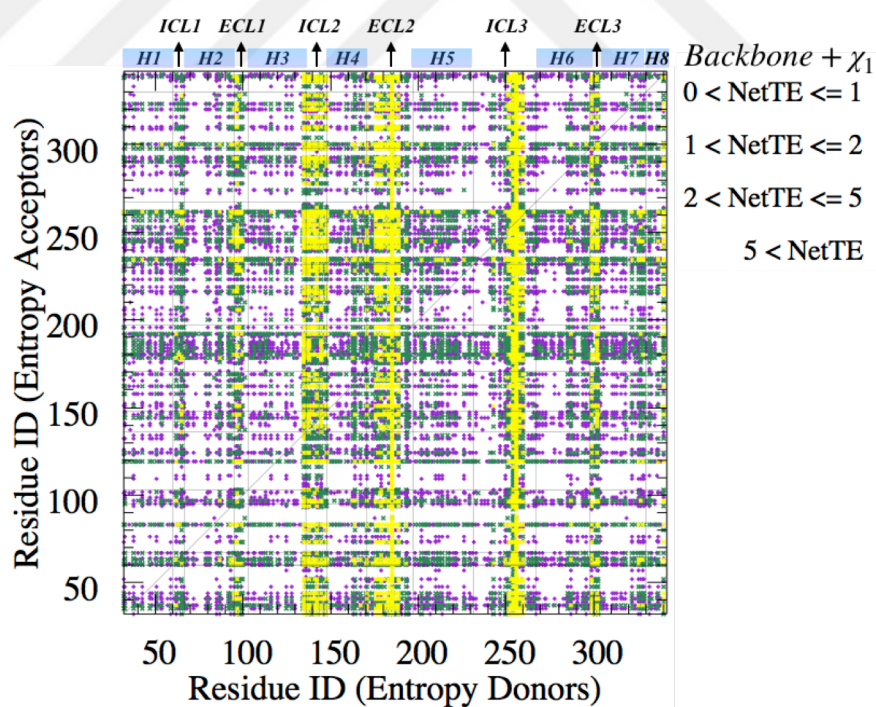 ICL1 ECL1 ICL2 ECL2 ICL3 ECL3
H1 H2 H3 H4 H5 H6 H7 H8
Backbone + χ1
0 < NetTE <= 1
1 < NetTE <= 2
2 < NetTE <= 5
5 < NetTE
Residue ID (Entropy Acceptors)
300
250
200
150
100
50
50 100 150 200 250 300
Residue ID (Entropy Donors)